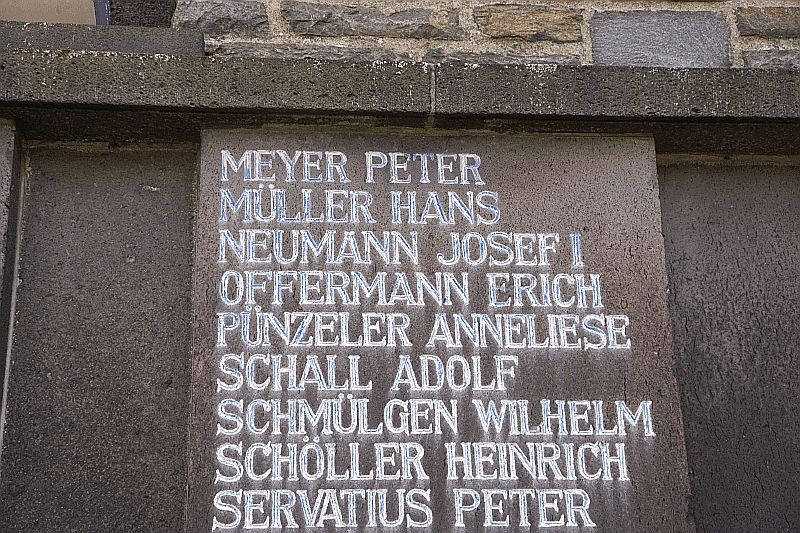 MEYER PETER
MÜLLER HANS
NEUMANN JOSEF I
OFFERMANN ERICH
PÜNZELER ANNELIESE
SCHALL ADOLF
SCHMÜLGEN WILHELM
SCHÖLLER HEINRICH
SERVATIUS PETER